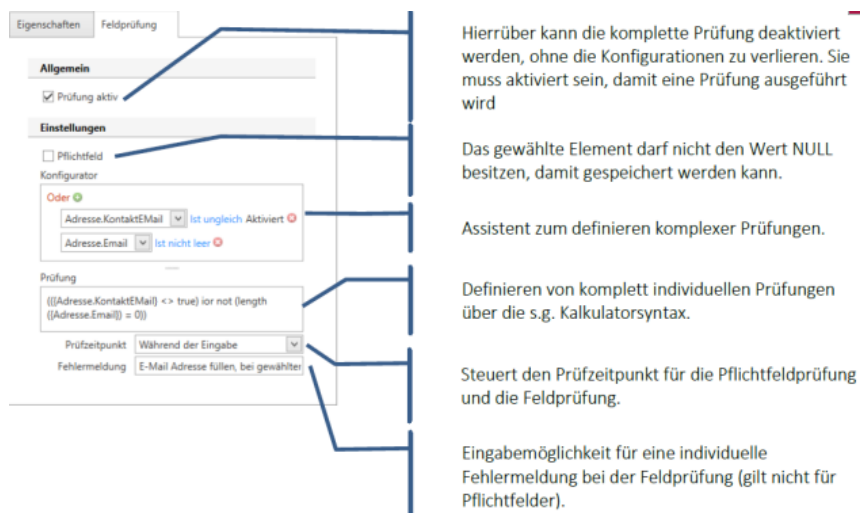 Eigenschaften Feldprüfung
Allgemein
Prüfung aktiv
Einstellungen
Pflichtfeld
Konfigurator
Oder
Adresse.KontaktEMail Ist ungleich Aktiviert
Adresse.Email Ist nicht leer
Prüfung
(({Adresse.KontaktEMail} <> true) ior not (length
({Adresse.Email}) = 0))
Prüfzeitpunkt Während der Eingabe
Fehlermeldung E-Mail Adresse füllen, bei gewählter
Hierrüber kann die komplette Prüfung deaktiviert
werden, ohne die Konfigurationen zu verlieren. Sie
muss aktiviert sein, damit eine Prüfung ausgeführt
wird
Das gewählte Element darf nicht den Wert NULL
besitzen, damit gespeichert werden kann.
Assistent zum definieren komplexer Prüfungen.
Definieren von komplett individuellen Prüfungen
über die s.g. Kalkulatorsyntax.
Steuert den Prüfzeitpunkt für die Pflichtfeldprüfung
und die Feldprüfung.
Eingabemöglichkeit für eine individuelle
Fehlermeldung bei der Feldprüfung (gilt nicht für
Pflichtfelder).